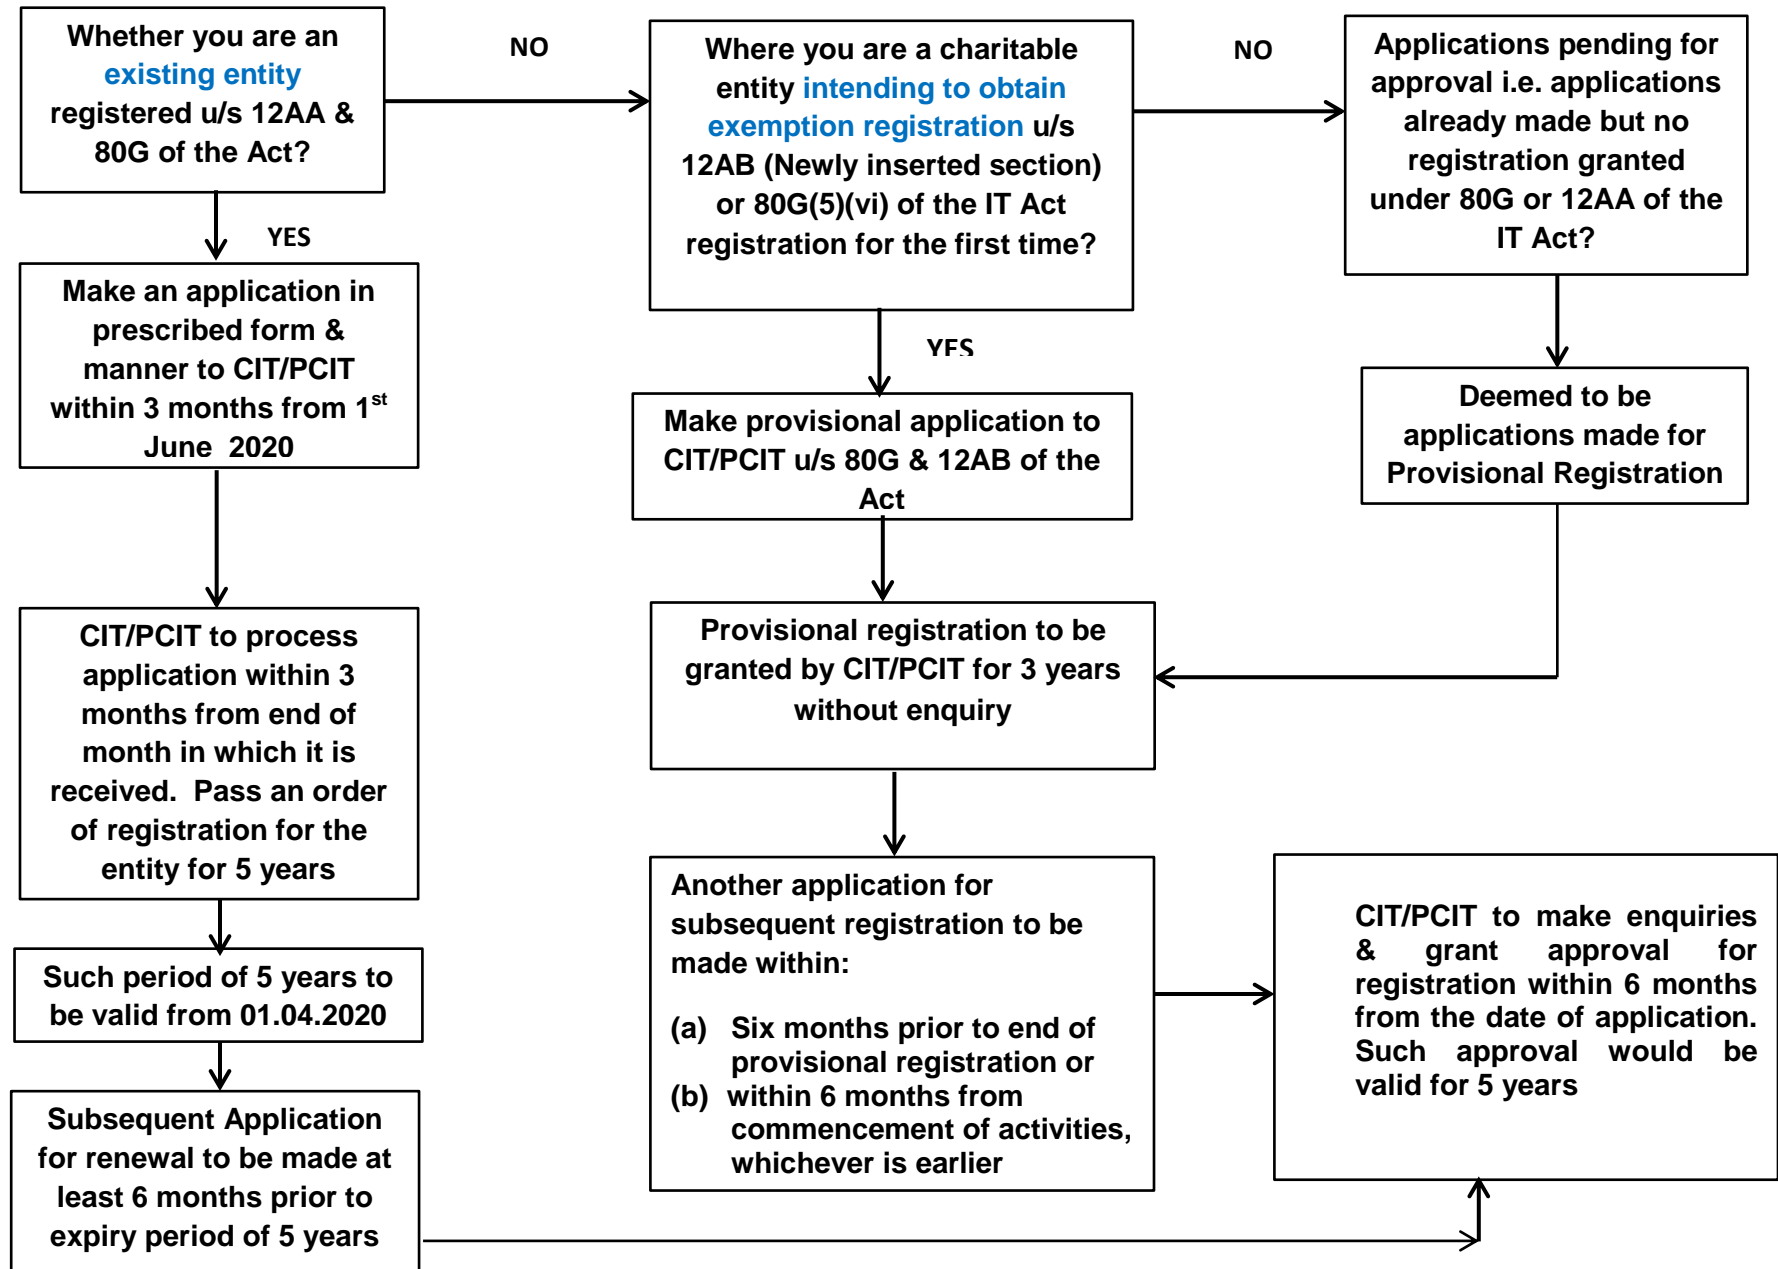 Whether you are an
existing entity
registered u/s 12AA &
80G of the Act?
NO
Where you are a charitable
entity intending to obtain
exemption registration u/s
12AB (Newly inserted section)
or 80G(5)(vi) of the IT Act
registration for the first time?
NO
Applications pending for
approval i.e. applications
already made but no
registration granted
under 80G or 12AA of the
IT Act?
YES
Make an application in
prescribed form &
manner to CIT/PCIT
within 3 months from 1st
June 2020
YES
Make provisional application to
CIT/PCIT u/s 80G & 12AB of the
Act
Deemed to be
applications made for
Provisional Registration
CIT/PCIT to process
application within 3
months from end of
month in which it is
received. Pass an order
of registration for the
entity for 5 years
Provisional registration to be
granted by CIT/PCIT for 3 years
without enquiry
Such period of 5 years to
be valid from 01.04.2020
Another application for
subsequent registration to be
made within:
(a) Six months prior to end of
provisional registration or
(b) within 6 months from
commencement of activities,
whichever is earlier
CIT/PCIT to make enquiries
& grant approval for
registration within 6 months
from the date of application.
Such approval would be
valid for 5 years
Subsequent Application
for renewal to be made at
least 6 months prior to
expiry period of 5 years